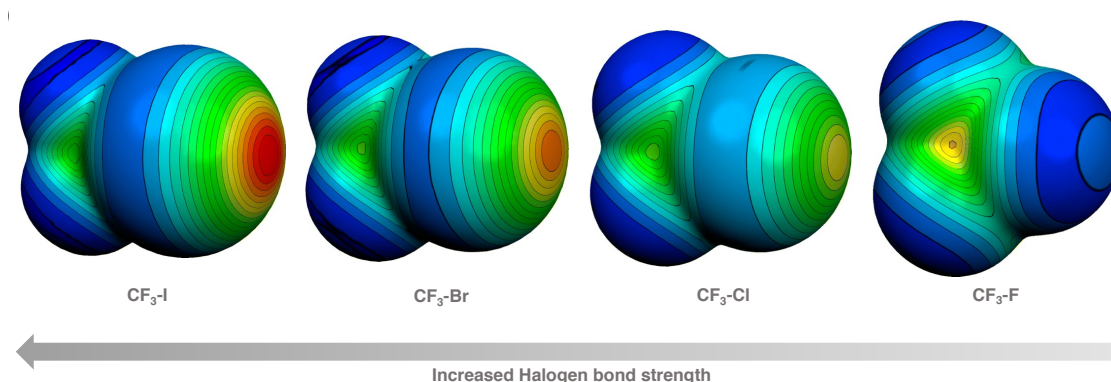 CF₃-I
CF₃-Br
CF₃-Cl
CF₃-F
Increased Halogen bond strength